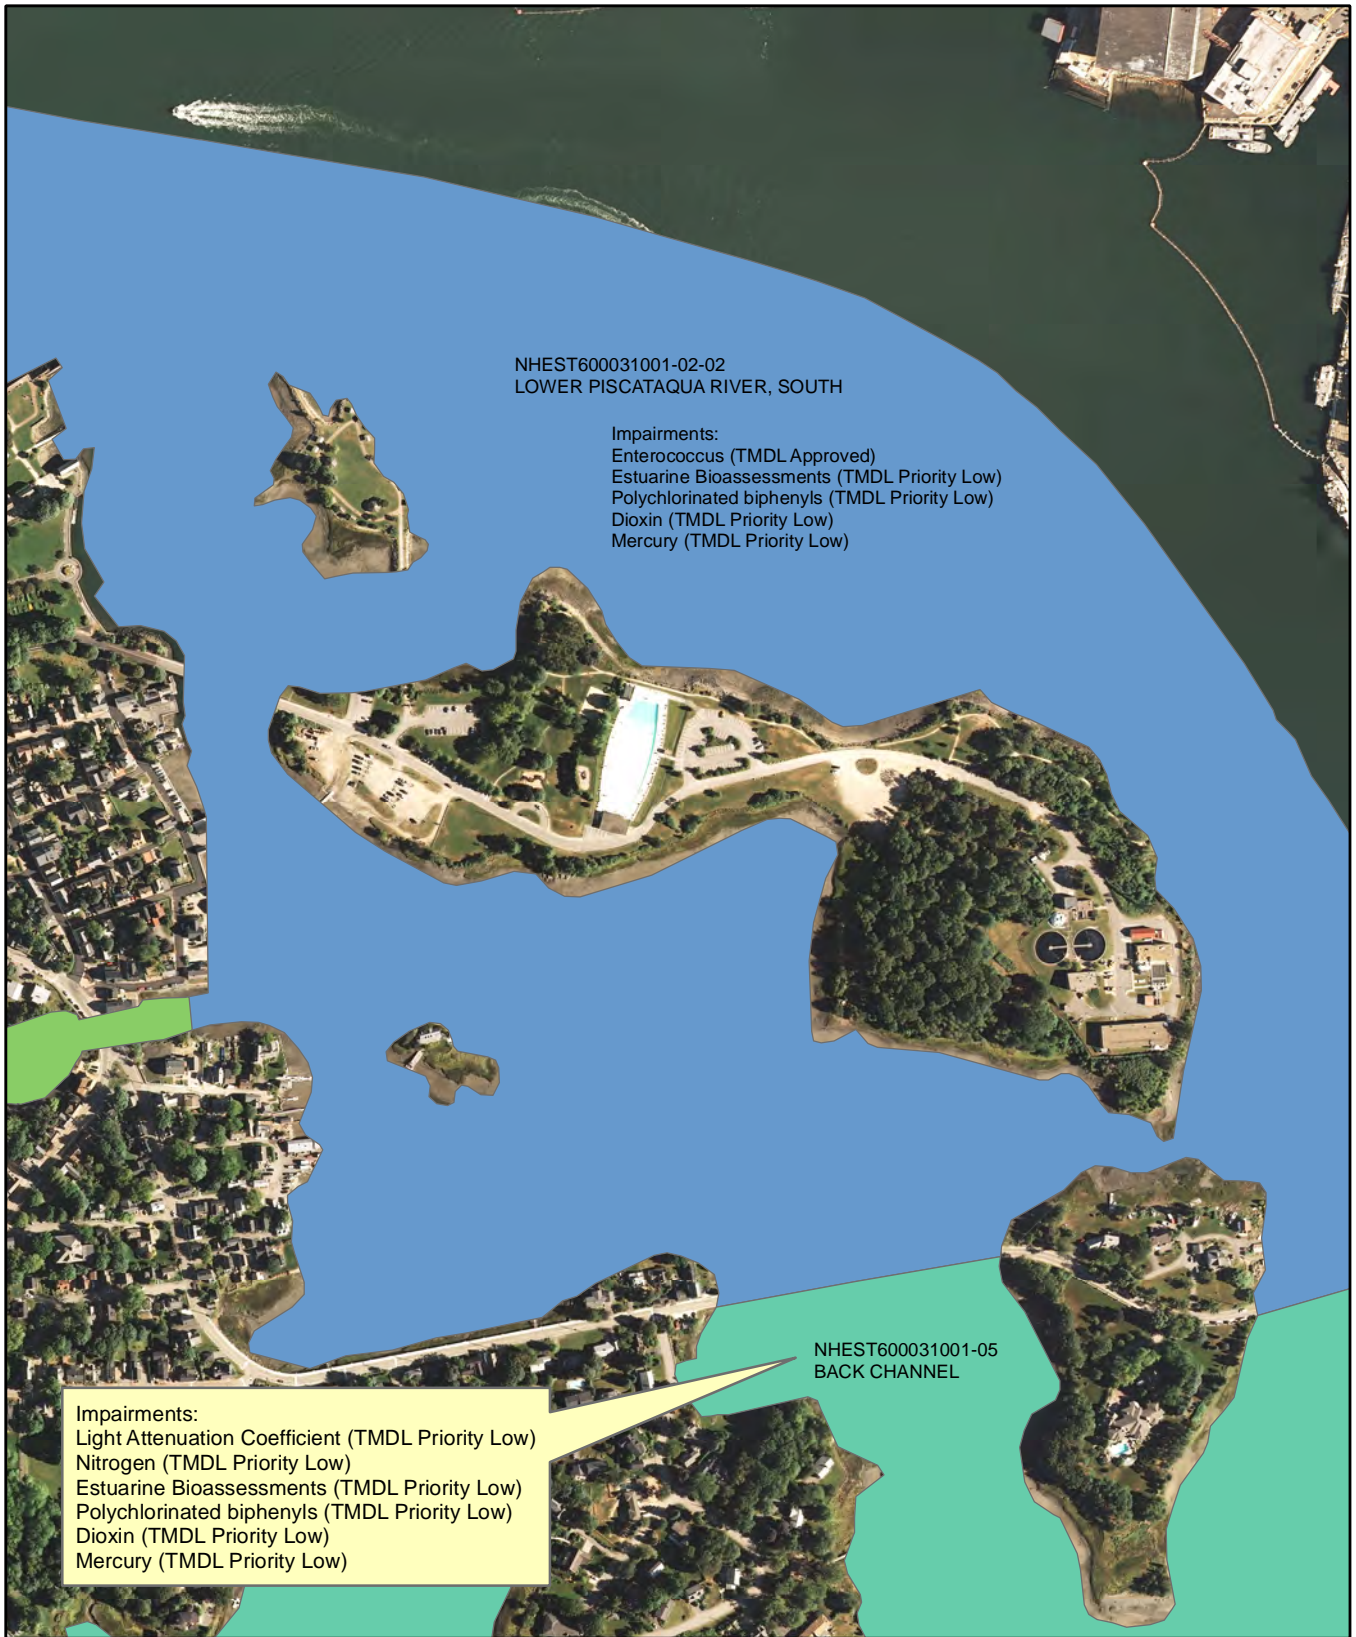 NHEST600031001-02-02
LOWER PISCATAQUA RIVER, SOUTH
Impairments:
Enterococcus (TMDL Approved)
Estuarine Bioassessments (TMDL Priority Low)
Polychlorinated biphenyls (TMDL Priority Low)
Dioxin (TMDL Priority Low)
Mercury (TMDL Priority Low)
NHEST600031001-05
BACK CHANNEL
Impairments:
Light Attenuation Coefficient (TMDL Priority Low)
Nitrogen (TMDL Priority Low)
Estuarine Bioassessments (TMDL Priority Low)
Polychlorinated biphenyls (TMDL Priority Low)
Dioxin (TMDL Priority Low)
Mercury (TMDL Priority Low)